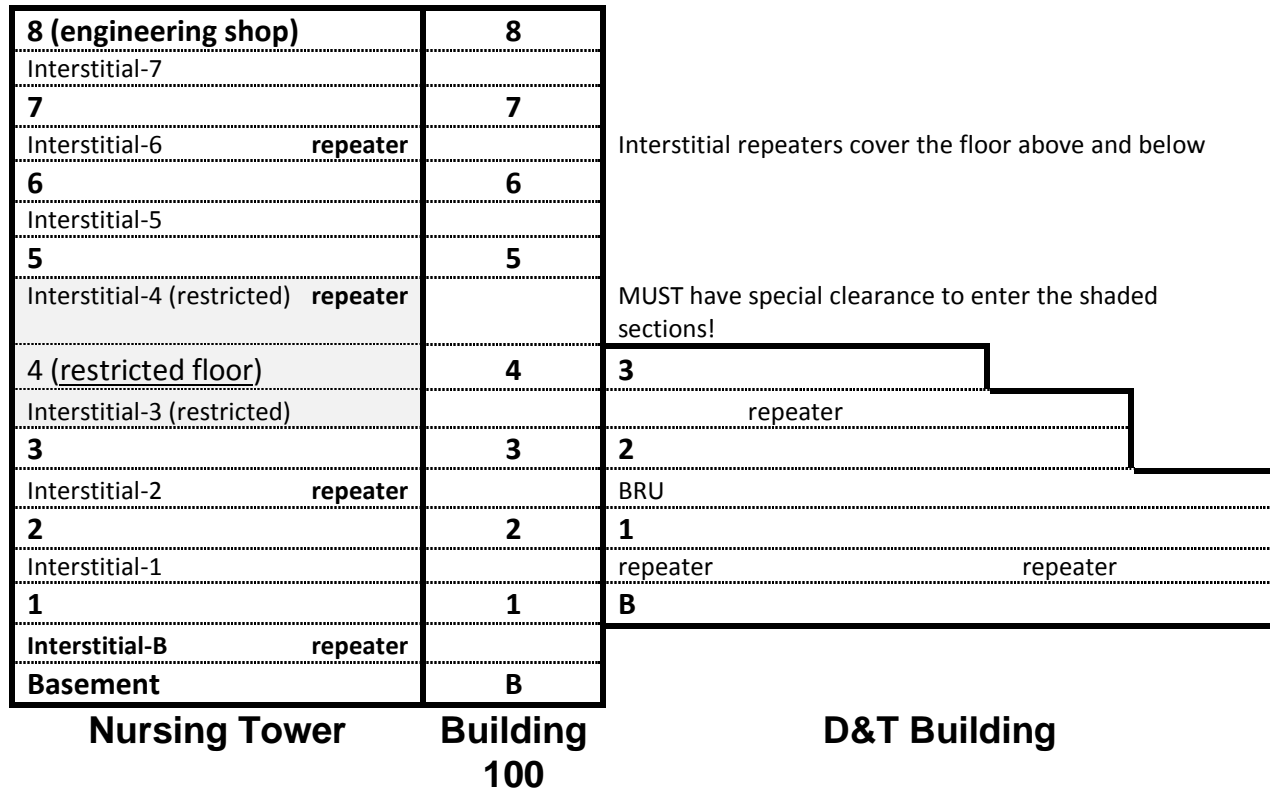 8 (engineering shop) 8
Interstitial-7
7 7
Interstitial-6 repeater Interstitial repeaters cover the floor above and below
6 6
Interstitial-5
5 5
Interstitial-4 (restricted) repeater MUST have special clearance to enter the shaded
sections!
4 (restricted floor) 4 3
Interstitial-3 (restricted) repeater
3 3 2
Interstitial-2 repeater BRU
2 2 1
Interstitial-1 repeater repeater
1 1 B
Interstitial-B repeater
Basement B
Nursing Tower Building D&T Building
100